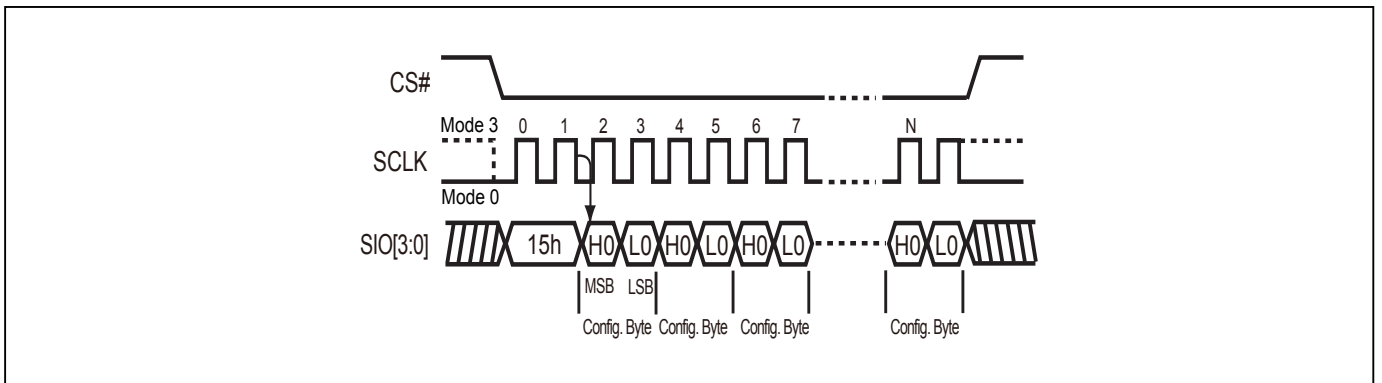 CS#
Mode 3 0 1 2 3 4 5 6 7 N
SCLK
Mode 0
SIO[3:0] 15h H0 L0 H0 L0 H0 L0 H0 L0
MSB LSB
Config. Byte Config. Byte Config. Byte Config. Byte